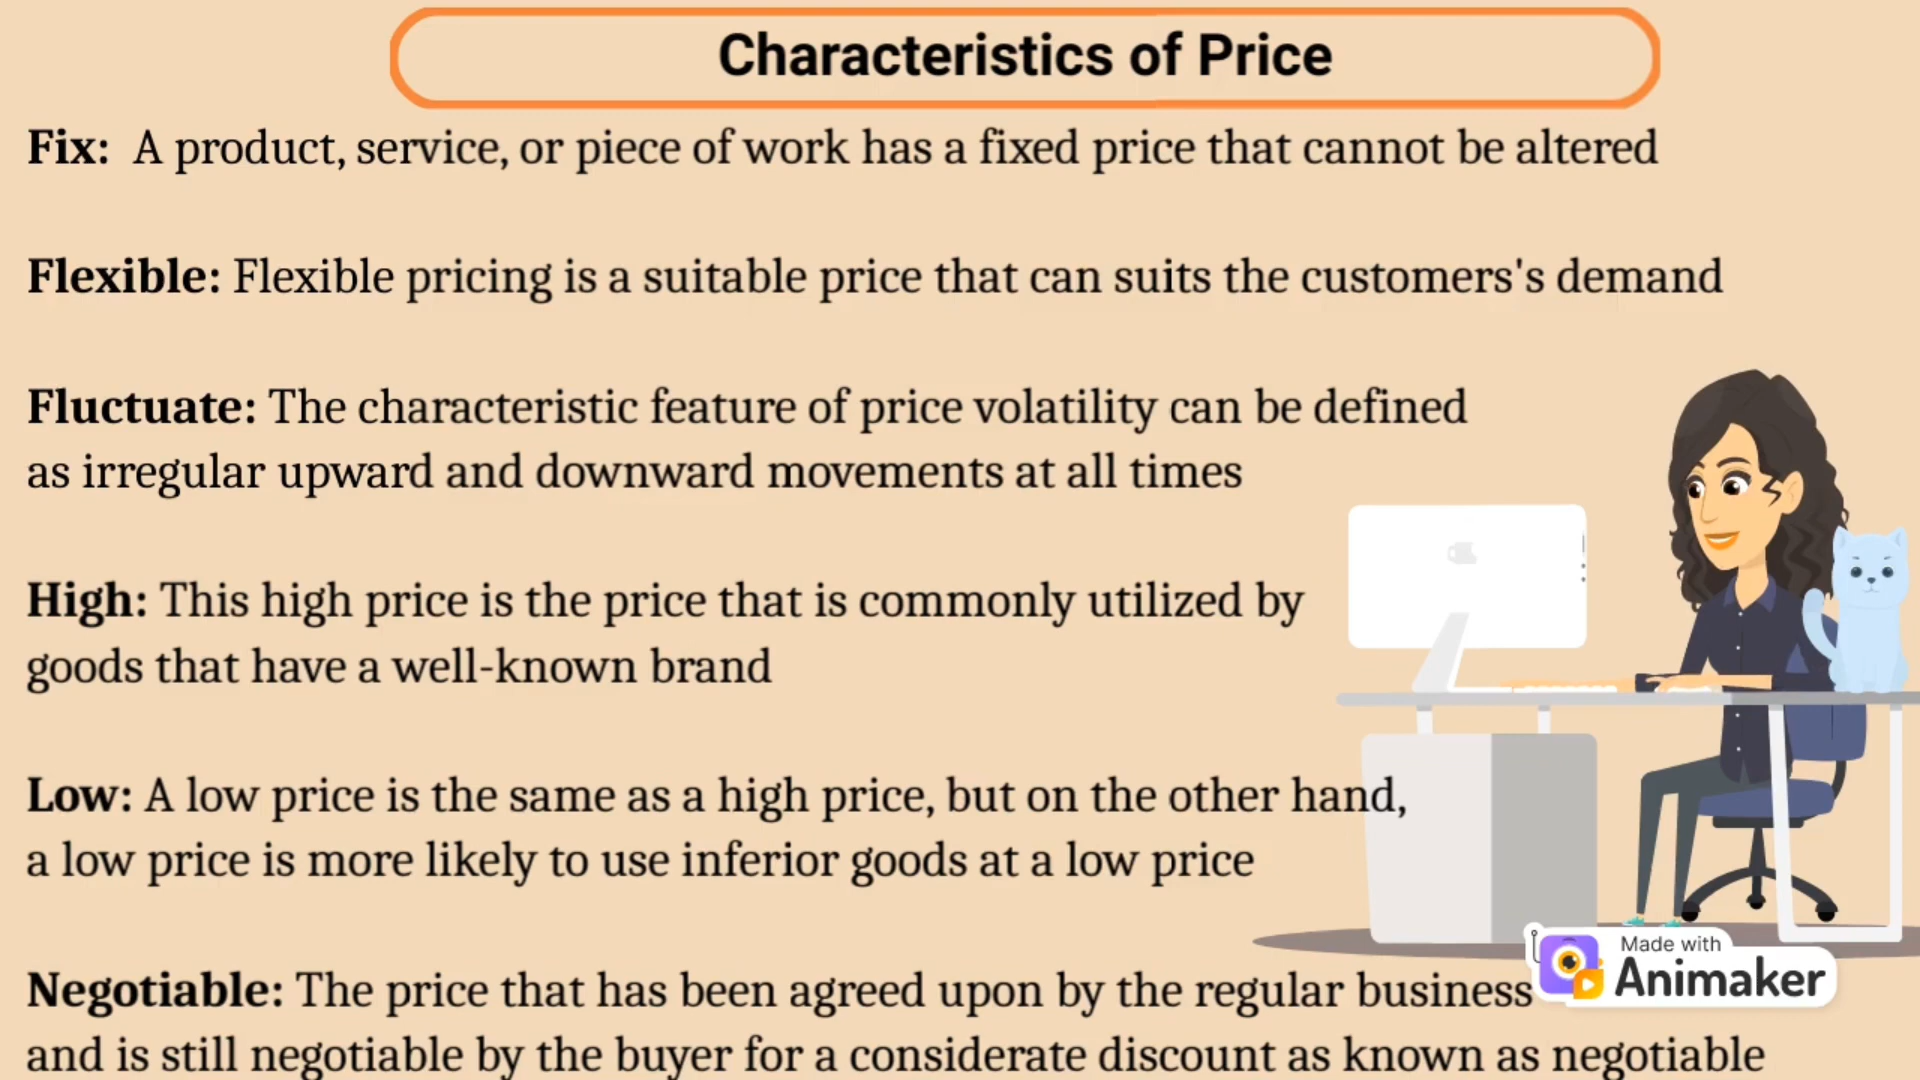 Characteristics of Price
Fix: A product, service, or piece of work has a fixed price that cannot be altered
Flexible: Flexible pricing is a suitable price that can suits the customers's demand
Fluctuate: The characteristic feature of price volatility can be defined
as irregular upward and downward movements at all times
High: This high price is the price that is commonly utilized by
goods that have a well-known brand
Low: A low price is the same as a high price, but on the other hand,
a low price is more likely to use inferior goods at a low price
Negotiable: The price that has been agreed upon by the regular business
and is still negotiable by the buyer for a considerate discount as known as negotiable
Made with
Animaker